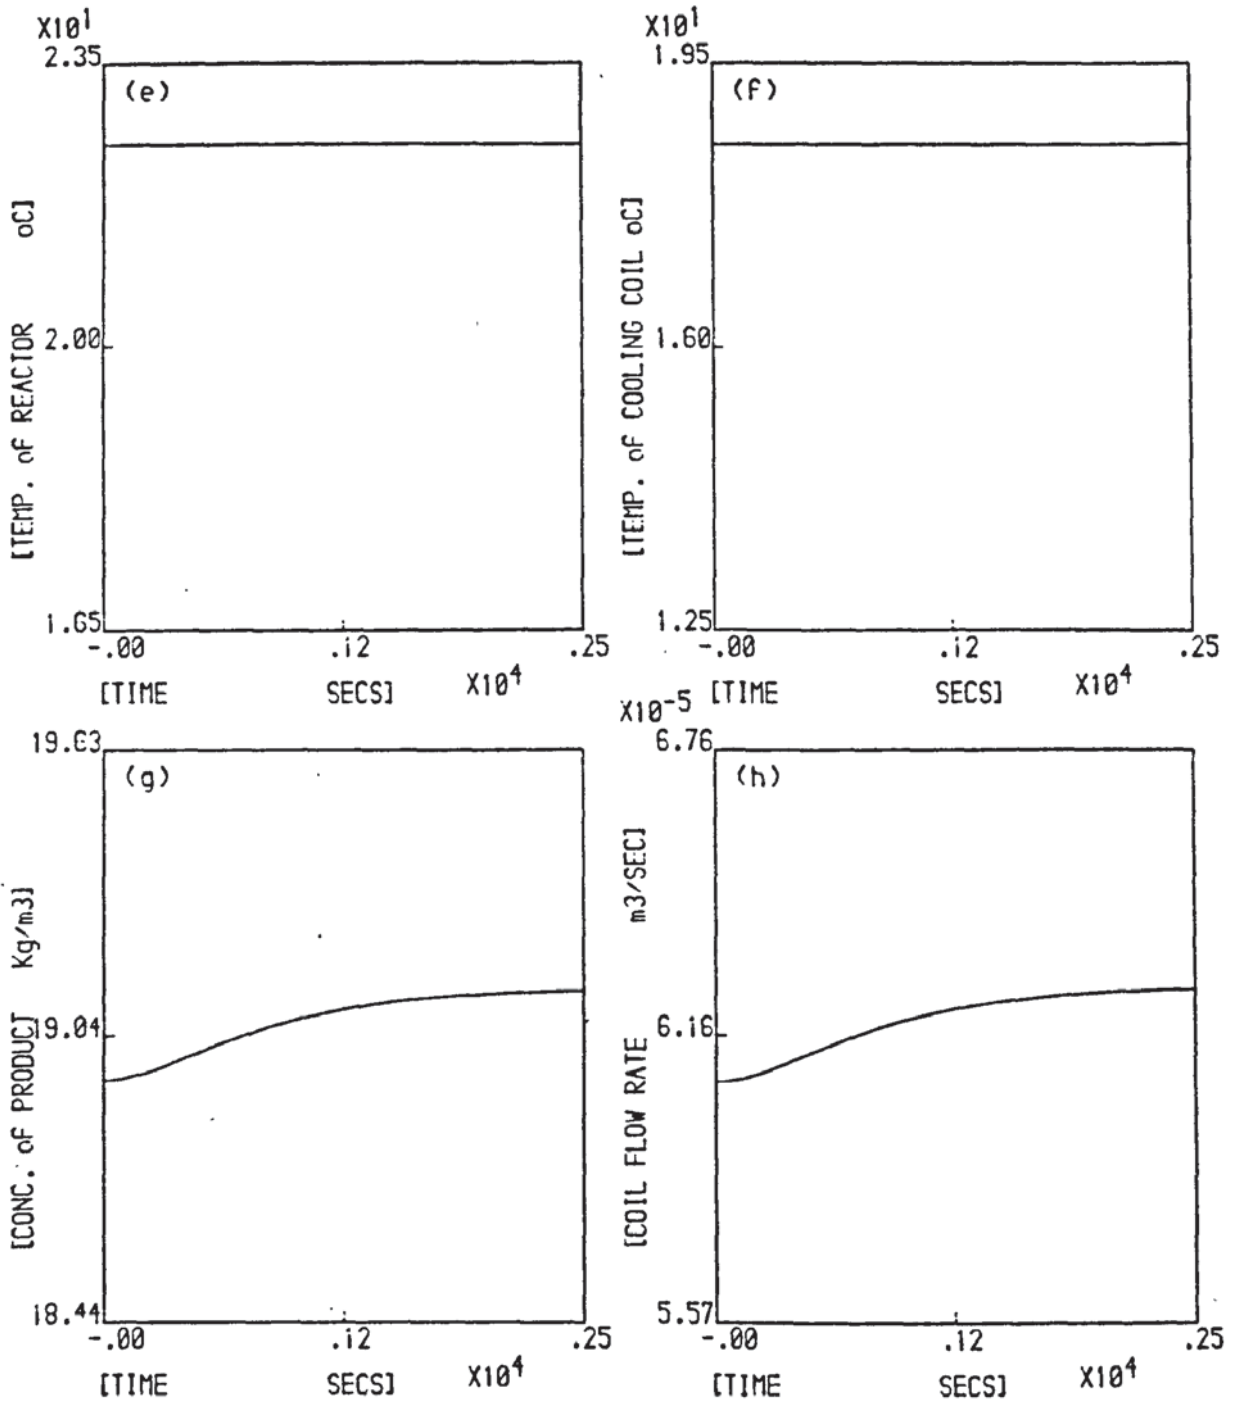 X10¹
2.35
(e)
[TEMP. of REACTOR oC]
2.00
1.65
-.00 .12 .25
[TIME SECS] X10⁴
X10¹
1.95
(f)
[TEMP. of COOLING COIL oC]
1.60
1.25
-.00 .12 .25
[TIME SECS] X10⁴
19.63
(g)
[CONC. of PRODUCT Kg/m3]
19.04
18.44
-.00 .12 .25
[TIME SECS] X10⁴
X10⁻⁵
6.76
(h)
[COIL FLOW RATE m3/SEC]
6.16
5.57
-.00 .12 .25
[TIME SECS] X10⁴